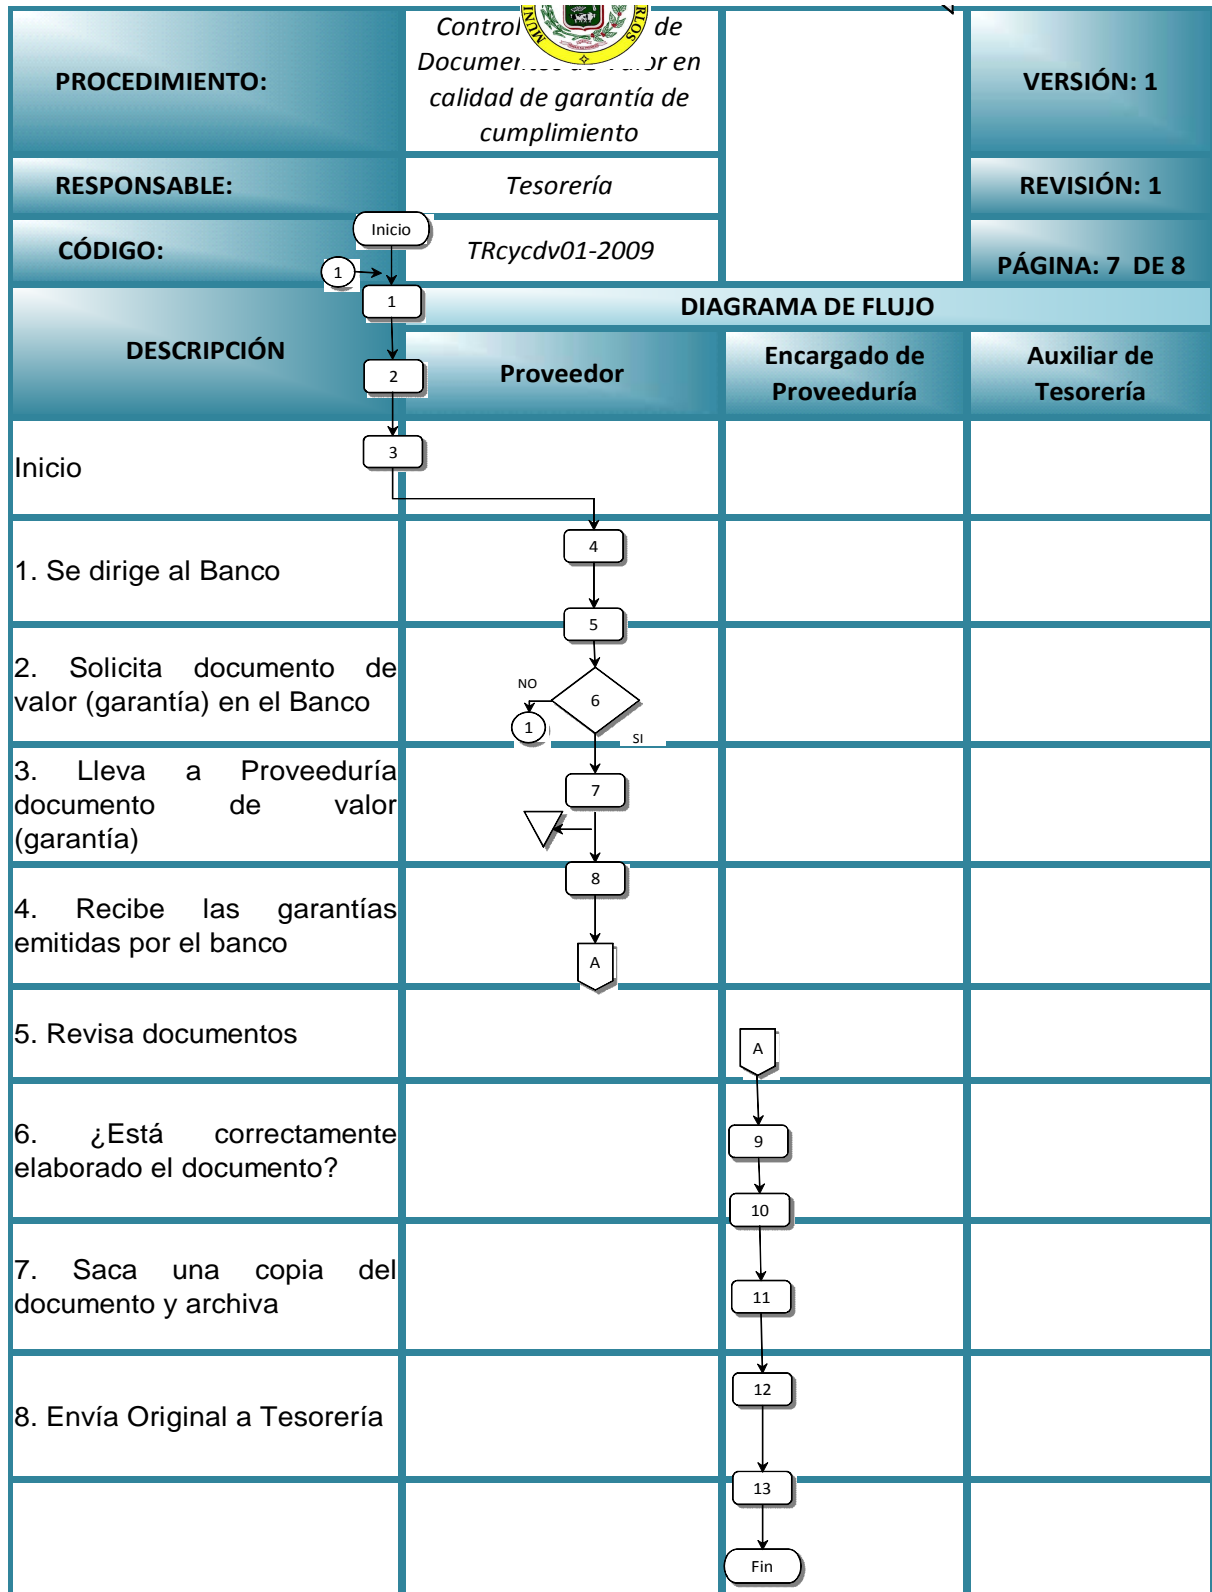 PROCEDIMIENTO:
Control de
Documentos de Valor en
calidad de garantía de
cumplimiento
VERSIÓN: 1
RESPONSABLE:
Tesorería
REVISIÓN: 1
CÓDIGO:
TRcycdv01-2009
PÁGINA: 7 DE 8
Inicio
1
1
2
3
DESCRIPCIÓN
DIAGRAMA DE FLUJO
Proveedor
Encargado de
Proveeduría
Auxiliar de
Tesorería
Inicio
1. Se dirige al Banco
4
5
2. Solicita documento de
valor (garantía) en el Banco
NO
6
1
SI
3. Lleva a Proveeduría
documento de valor
(garantía)
7
8
4. Recibe las garantías
emitidas por el banco
A
5. Revisa documentos
A
6. ¿Está correctamente
elaborado el documento?
9
10
7. Saca una copia del
documento y archiva
11
8. Envía Original a Tesorería
12
13
Fin